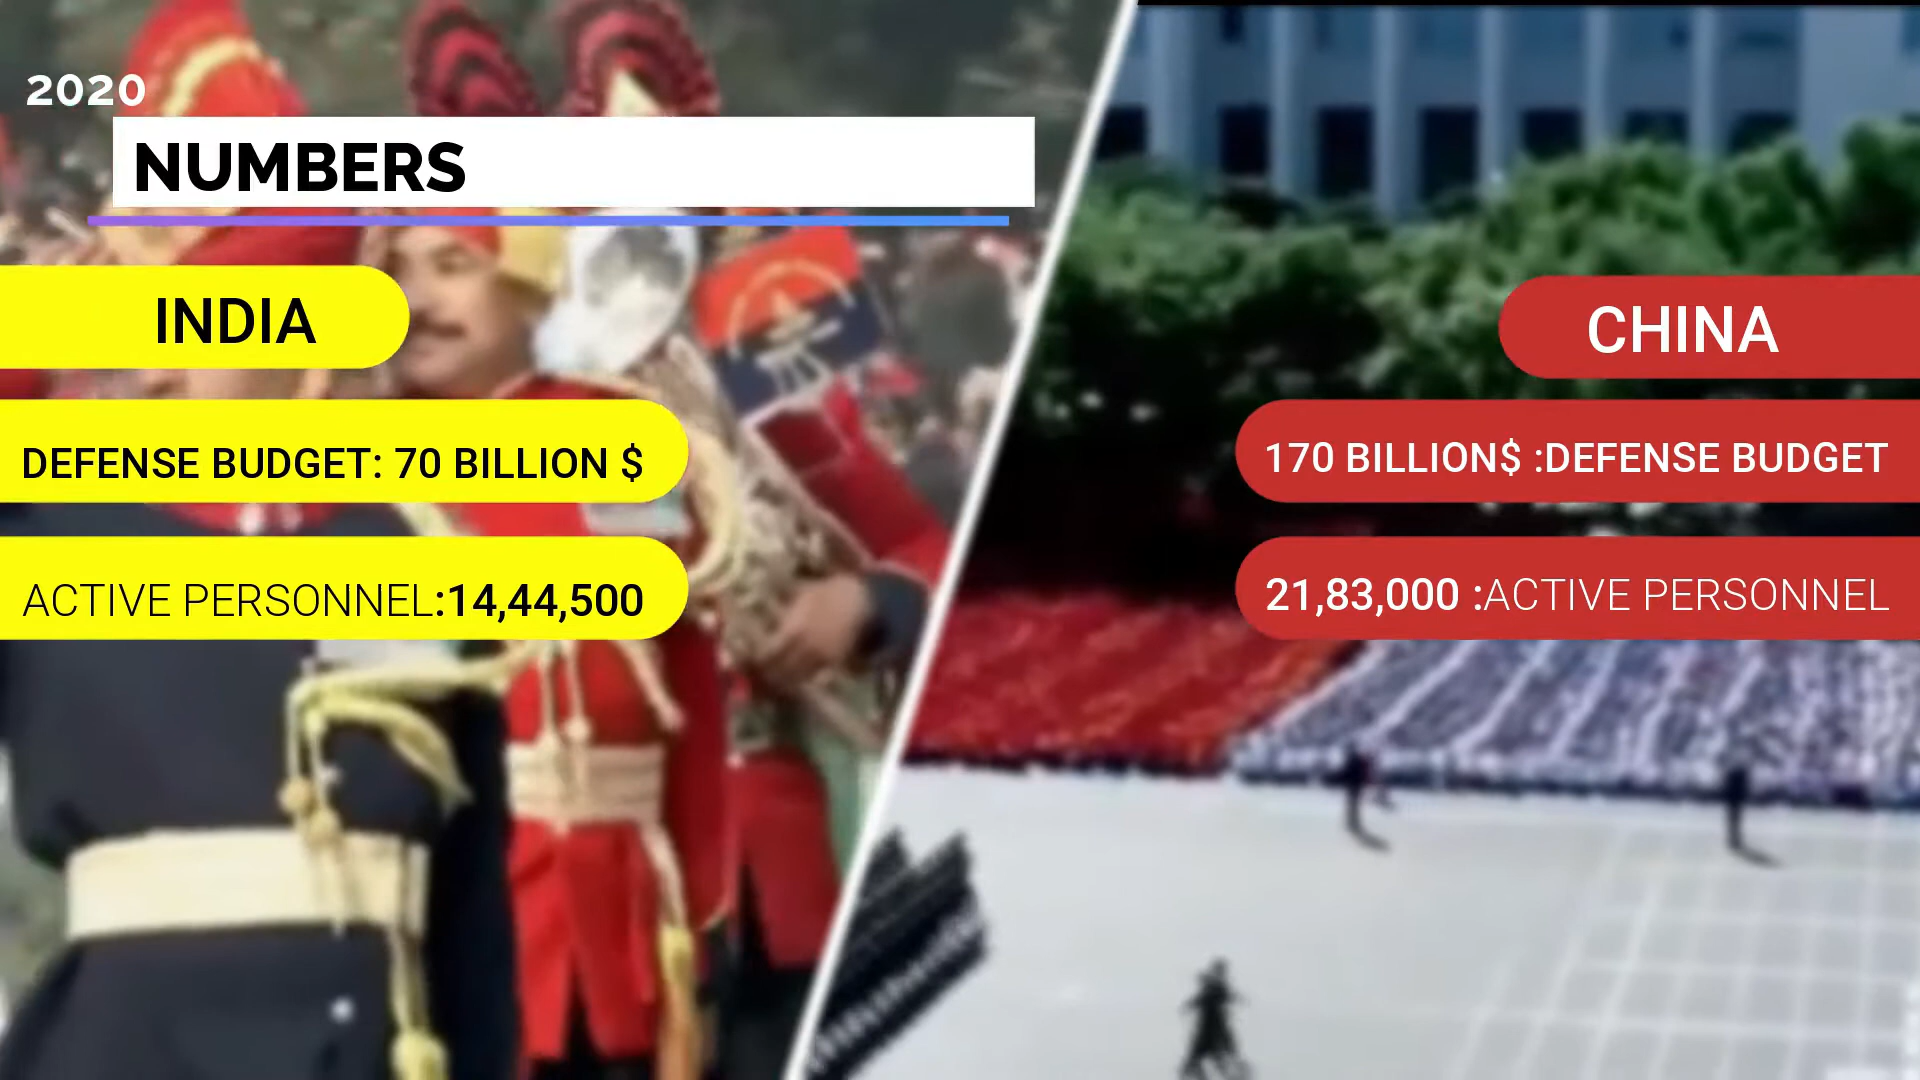 2020
NUMBERS
INDIA
DEFENSE BUDGET: 70 BILLION $
ACTIVE PERSONNEL:14,44,500
CHINA
170 BILLION$ :DEFENSE BUDGET
21,83,000 :ACTIVE PERSONNEL